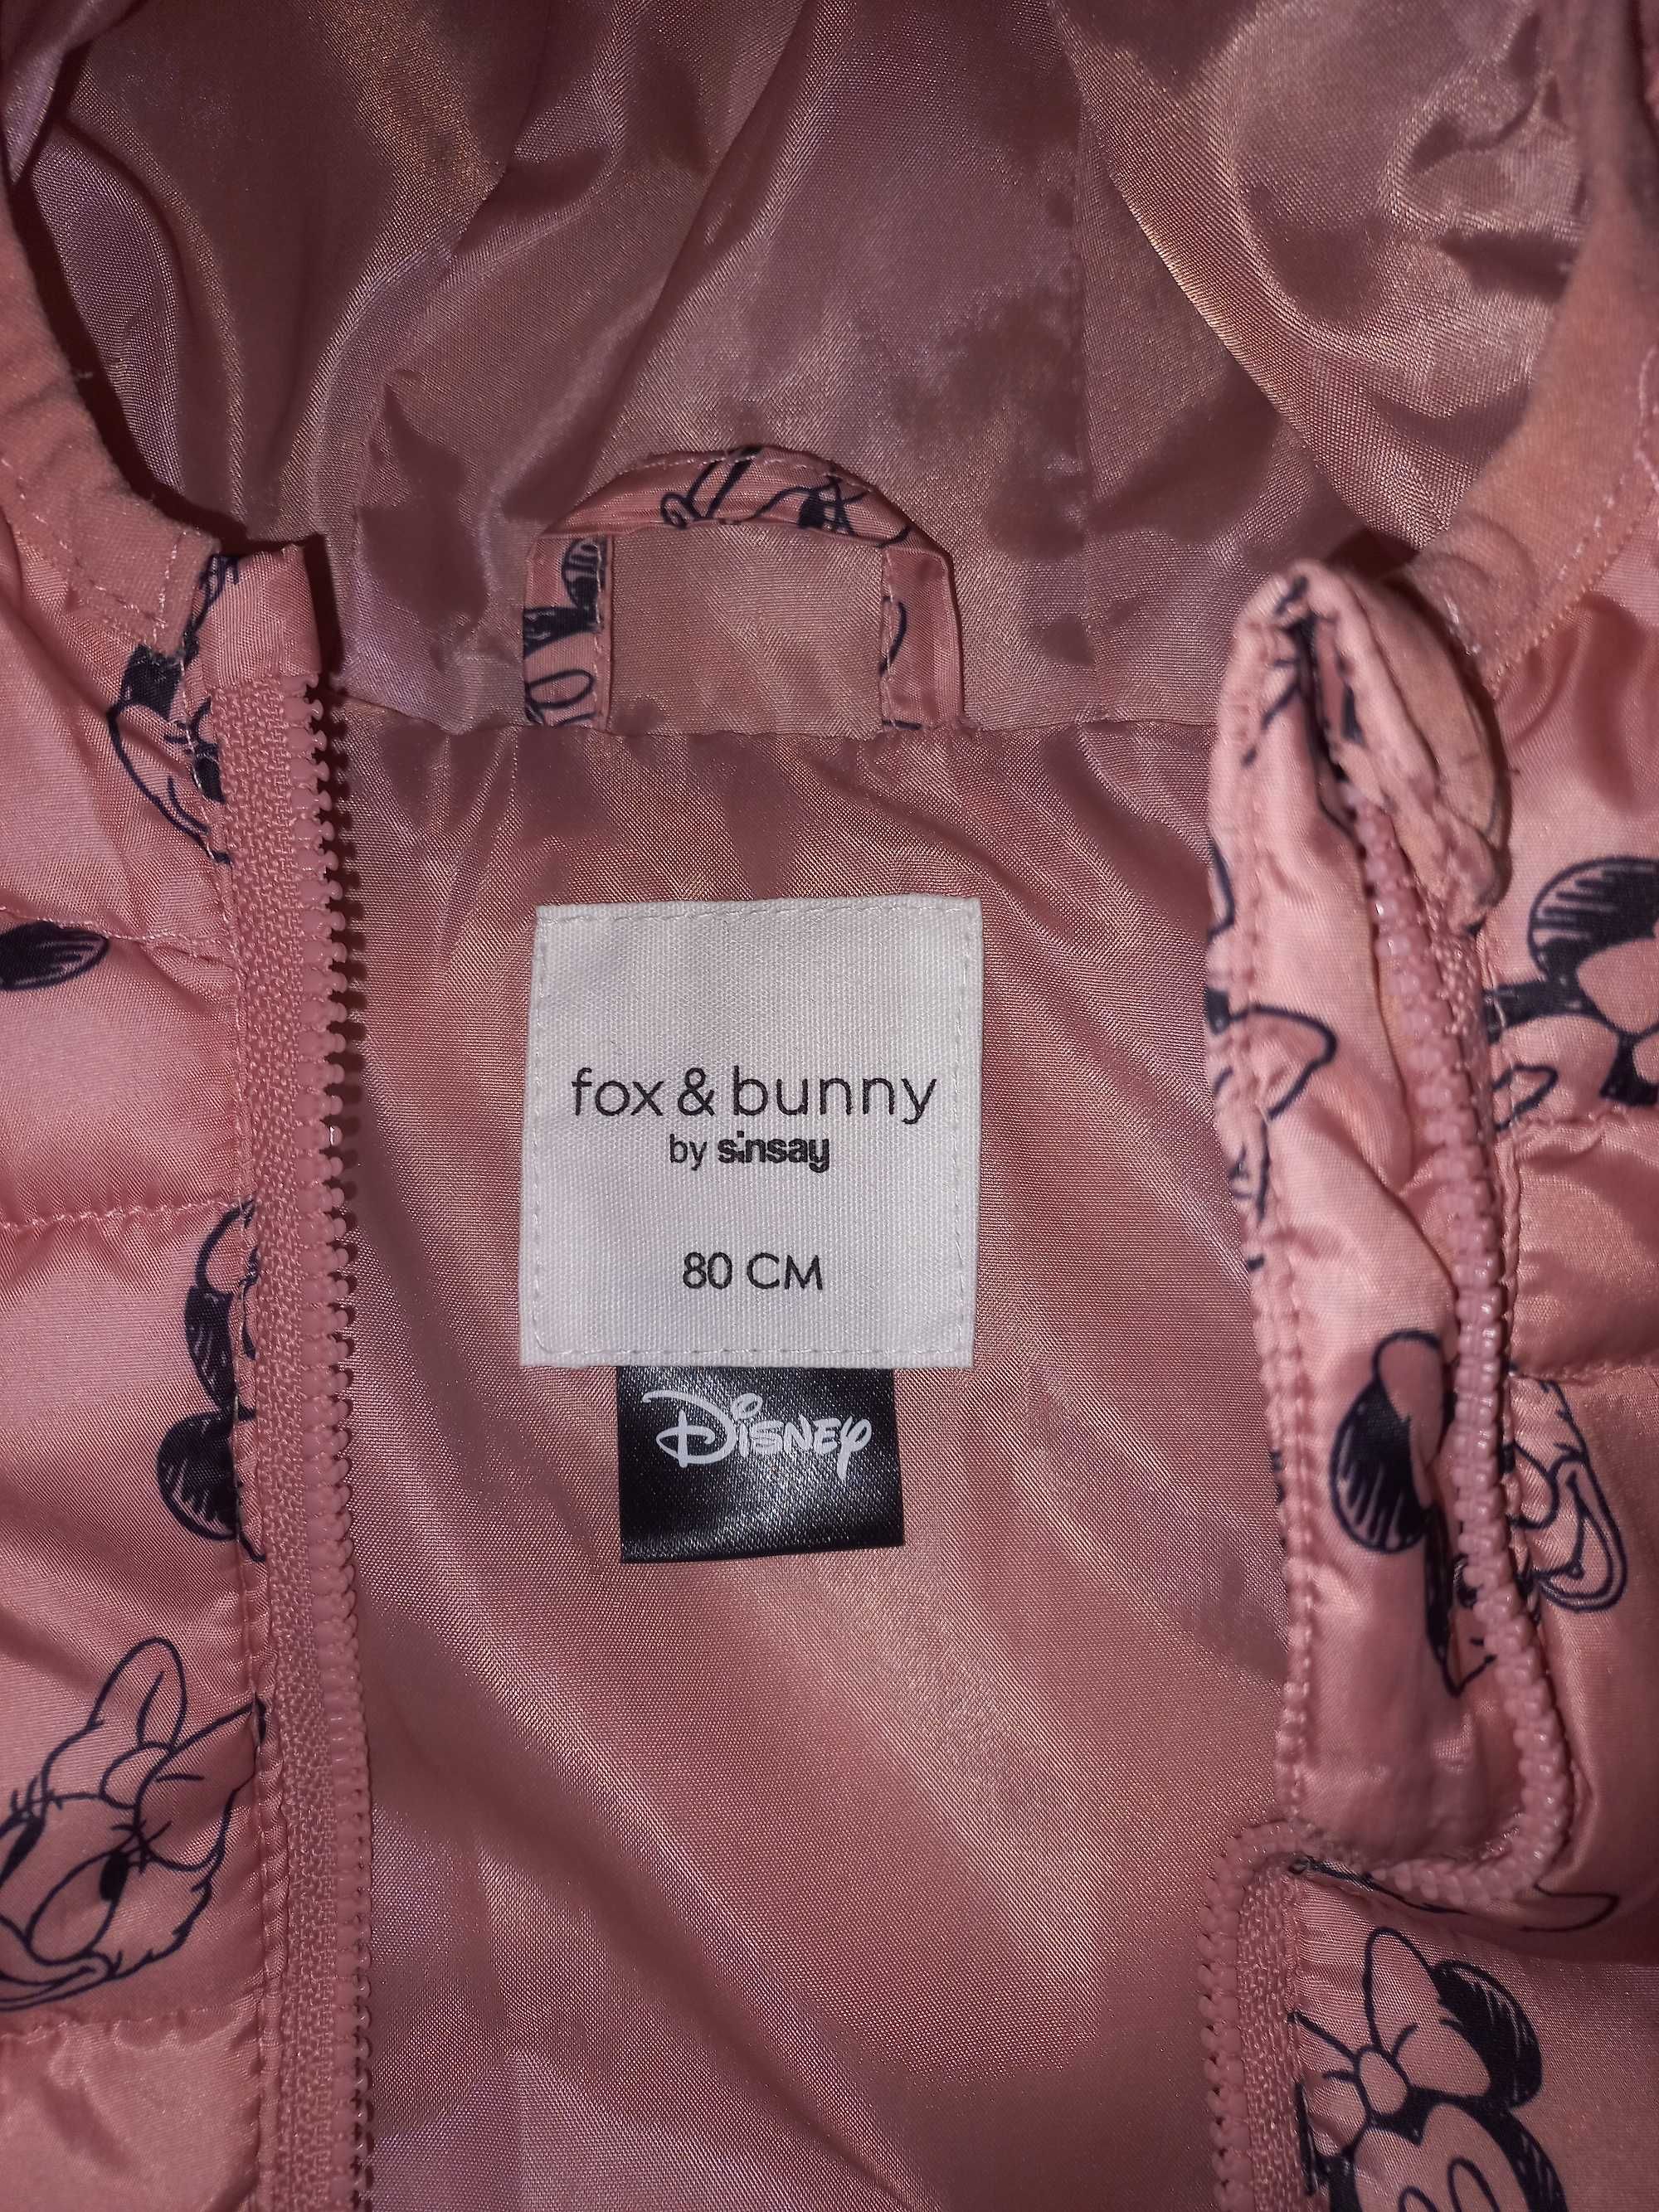 fox & bunny
by sinsay
80 CM
Disney